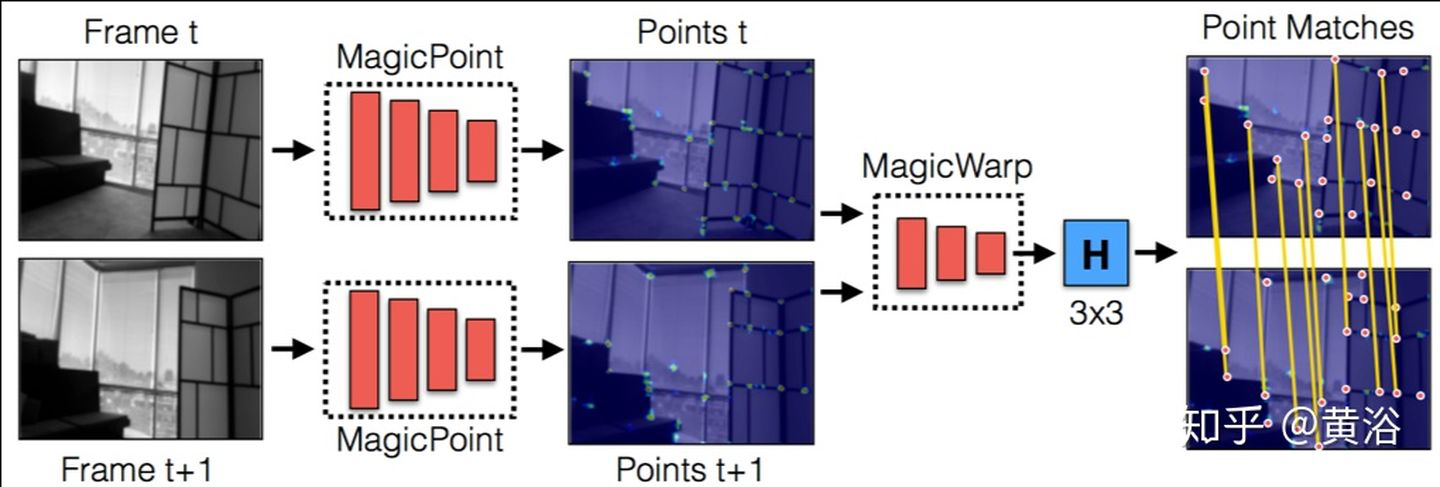 Frame t
MagicPoint
Points t
Point Matches
MagicWarp
H
3x3
MagicPoint
Frame t+1
Points t+1
知乎 @黄浴